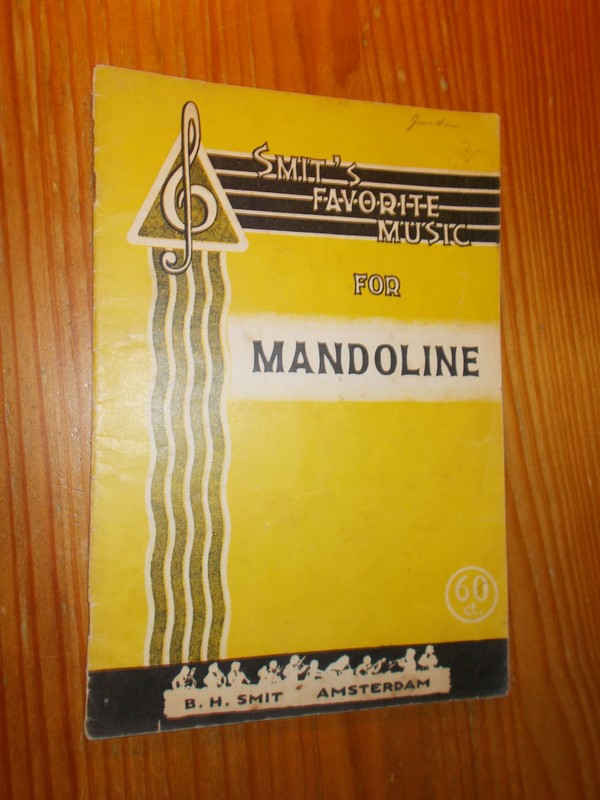 SMIT'S
FAVORITE
MUSIC
FOR
MANDOLINE
60
ct.
B. H. SMIT AMSTERDAM